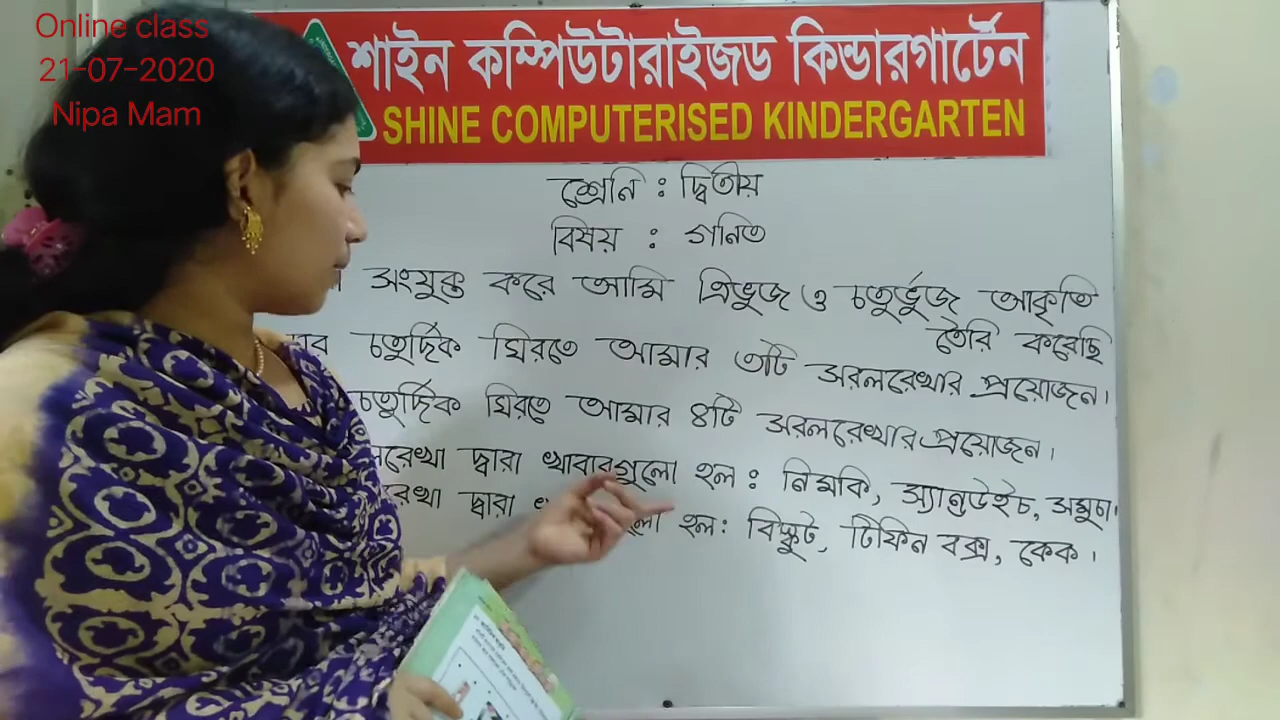 Online class
21-07-2020
Nipa Mam
শাইন কম্পিউটারাইজড কিন্ডারগার্টেন
SHINE COMPUTERISED KINDERGARTEN
শ্রেনি : দ্বিতীয়
বিষয় : গনিত
সংযুক্ত করে আমি ত্রিভুজ ও চতুর্ভুজ আকৃতি
তৈরি করেছি
চতুর্দিক ঘিরতে আমার ৩টি সরলরেখার প্রয়োজন।
চতুর্দিক ঘিরতে আমার ৪টি সরলরেখার প্রয়োজন।
দ্বারা খাবারগুলো হল : নিমকি, স্যান্ডউইচ, সমুচা।
দ্বারা হল : বিস্কুট, টিফিন বক্স, কেক।